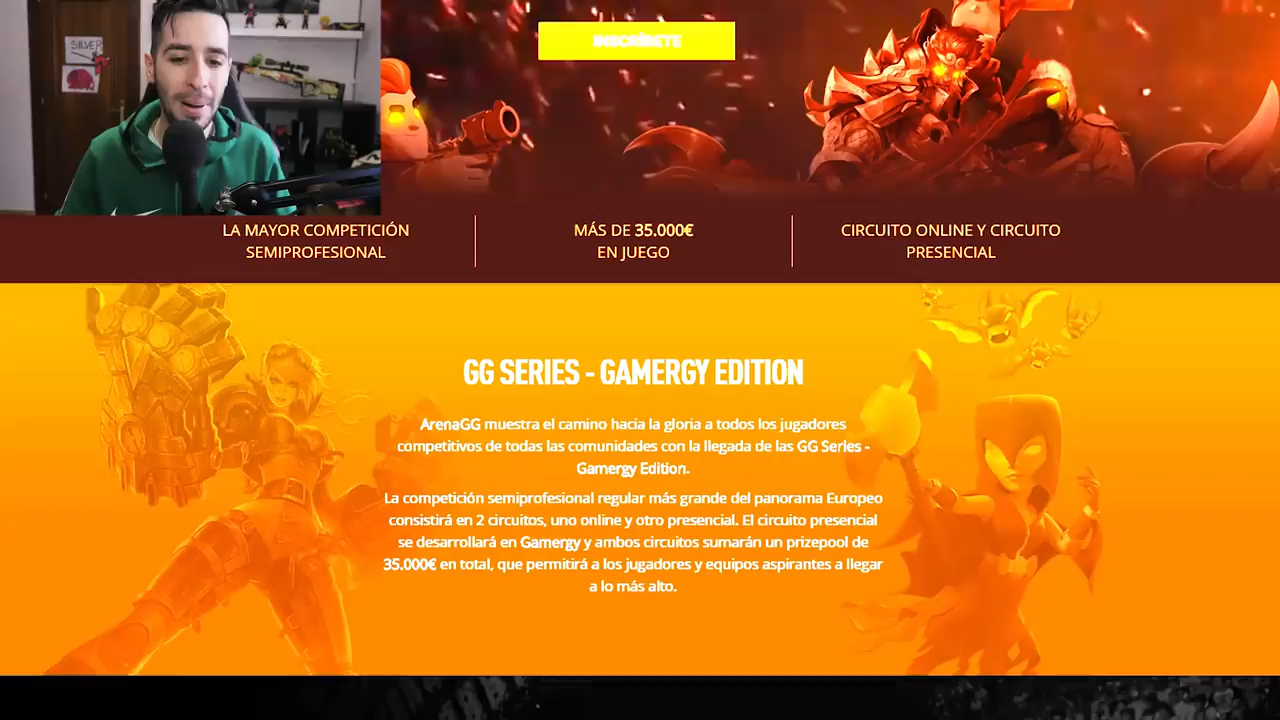 SILVER
INSCRÍBETE
LA MAYOR COMPETICIÓN
SEMIPROFESIONAL
MÁS DE 35.000€
EN JUEGO
CIRCUITO ONLINE Y CIRCUITO
PRESENCIAL
GG SERIES - GAMERGY EDITION
ArenaGG muestra el camino hacia la gloria a todos los jugadores
competitivos de todas las comunidades con la llegada de las GG Series -
Gamergy Edition.
La competición semiprofesional regular más grande del panorama Europeo
consistirá en 2 circuitos, uno online y otro presencial. El circuito presencial
se desarrollará en Gamergy y ambos circuitos sumarán un prizepool de
35.000€ en total, que permitirá a los jugadores y equipos aspirantes a llegar
a lo más alto.